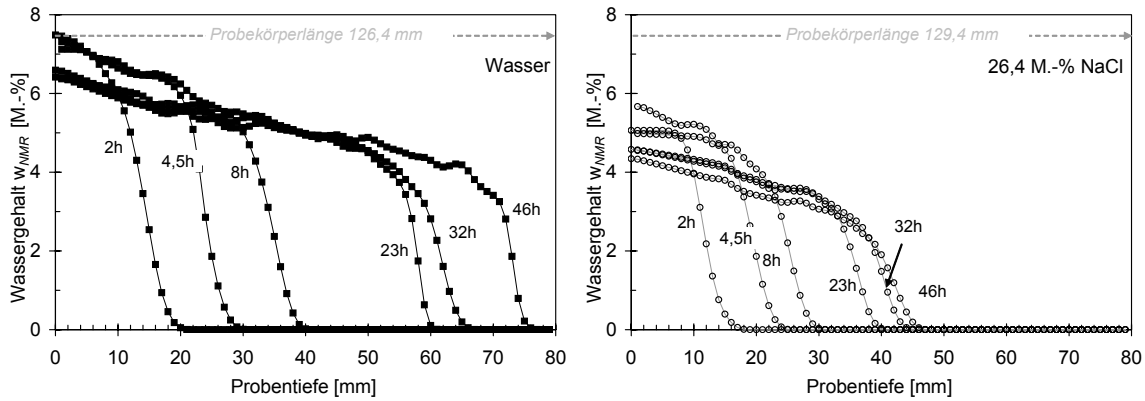 8
6
4
2
0
Wassergehalt w_NMR [M.-%]
Probekörperlänge 126,4 mm
Wasser
2h
4,5h
8h
23h
32h
46h
0 10 20 30 40 50 60 70 80
Probentiefe [mm]
8
6
4
2
0
Wassergehalt w_NMR [M.-%]
Probekörperlänge 129,4 mm
26,4 M.-% NaCl
2h
4,5h
8h
23h
32h
46h
0 10 20 30 40 50 60 70 80
Probentiefe [mm]